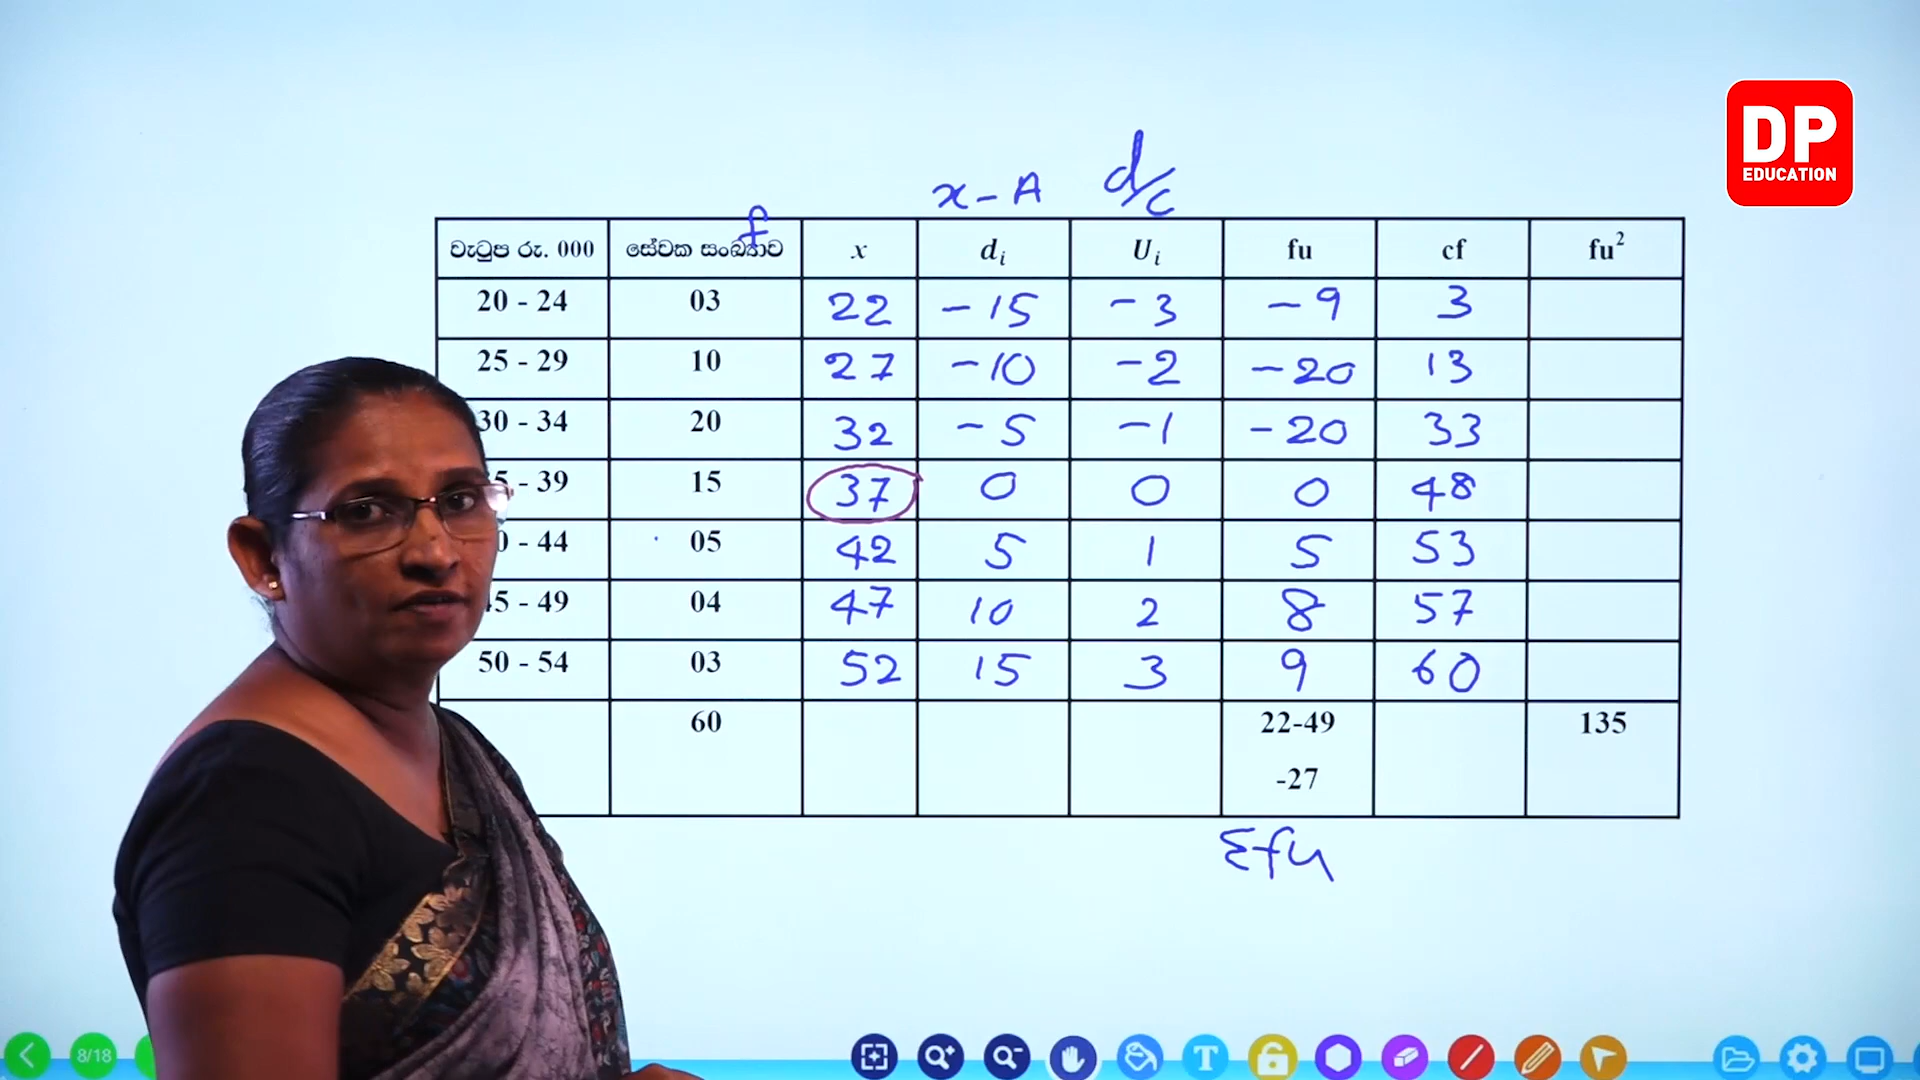 DP
EDUCATION
x - A d/c
f
වැටුප රු. 000 සේවක සංඛ්‍යාව x di Ui fu cf fu²
20 - 24 03 22 -15 -3 -9 3
25 - 29 10 27 -10 -2 -20 13
30 - 34 20 32 -5 -1 -20 33
5 - 39 15 37 0 0 0 48
0 - 44 05 42 5 1 5 53
45 - 49 04 47 10 2 8 57
50 - 54 03 52 15 3 9 60
60 22-49 135
-27
Σfu
8/18
T